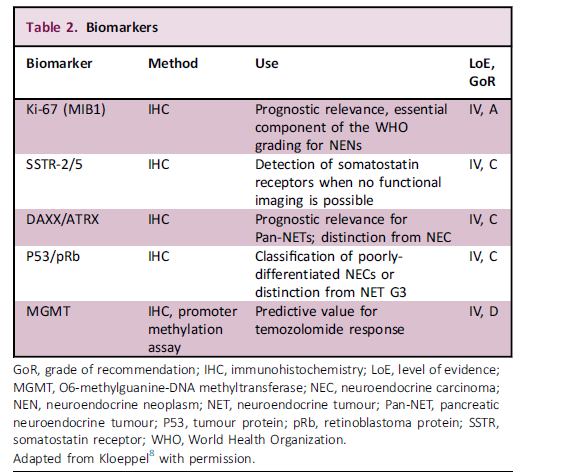 Table 2. Biomarkers
Biomarker Method Use LoE, GoR
Ki-67 (MIB1) IHC Prognostic relevance, essential IV, A
component of the WHO
grading for NENs
SSTR-2/5 IHC Detection of somatostatin IV, C
receptors when no functional
imaging is possible
DAXX/ATRX IHC Prognostic relevance for IV, C
Pan-NETs; distinction from NEC
P53/pRb IHC Classification of poorly- IV, C
differentiated NECs or
distinction from NET G3
MGMT IHC, promoter Predictive value for IV, D
methylation temozolomide response
assay
GoR, grade of recommendation; IHC, immunohistochemistry; LoE, level of evidence;
MGMT, O6-methylguanine-DNA methyltransferase; NEC, neuroendocrine carcinoma;
NEN, neuroendocrine neoplasm; NET, neuroendocrine tumour; Pan-NET, pancreatic
neuroendocrine tumour; P53, tumour protein; pRb, retinoblastoma protein; SSTR,
somatostatin receptor; WHO, World Health Organization.
Adapted from Kloeppel⁸ with permission.